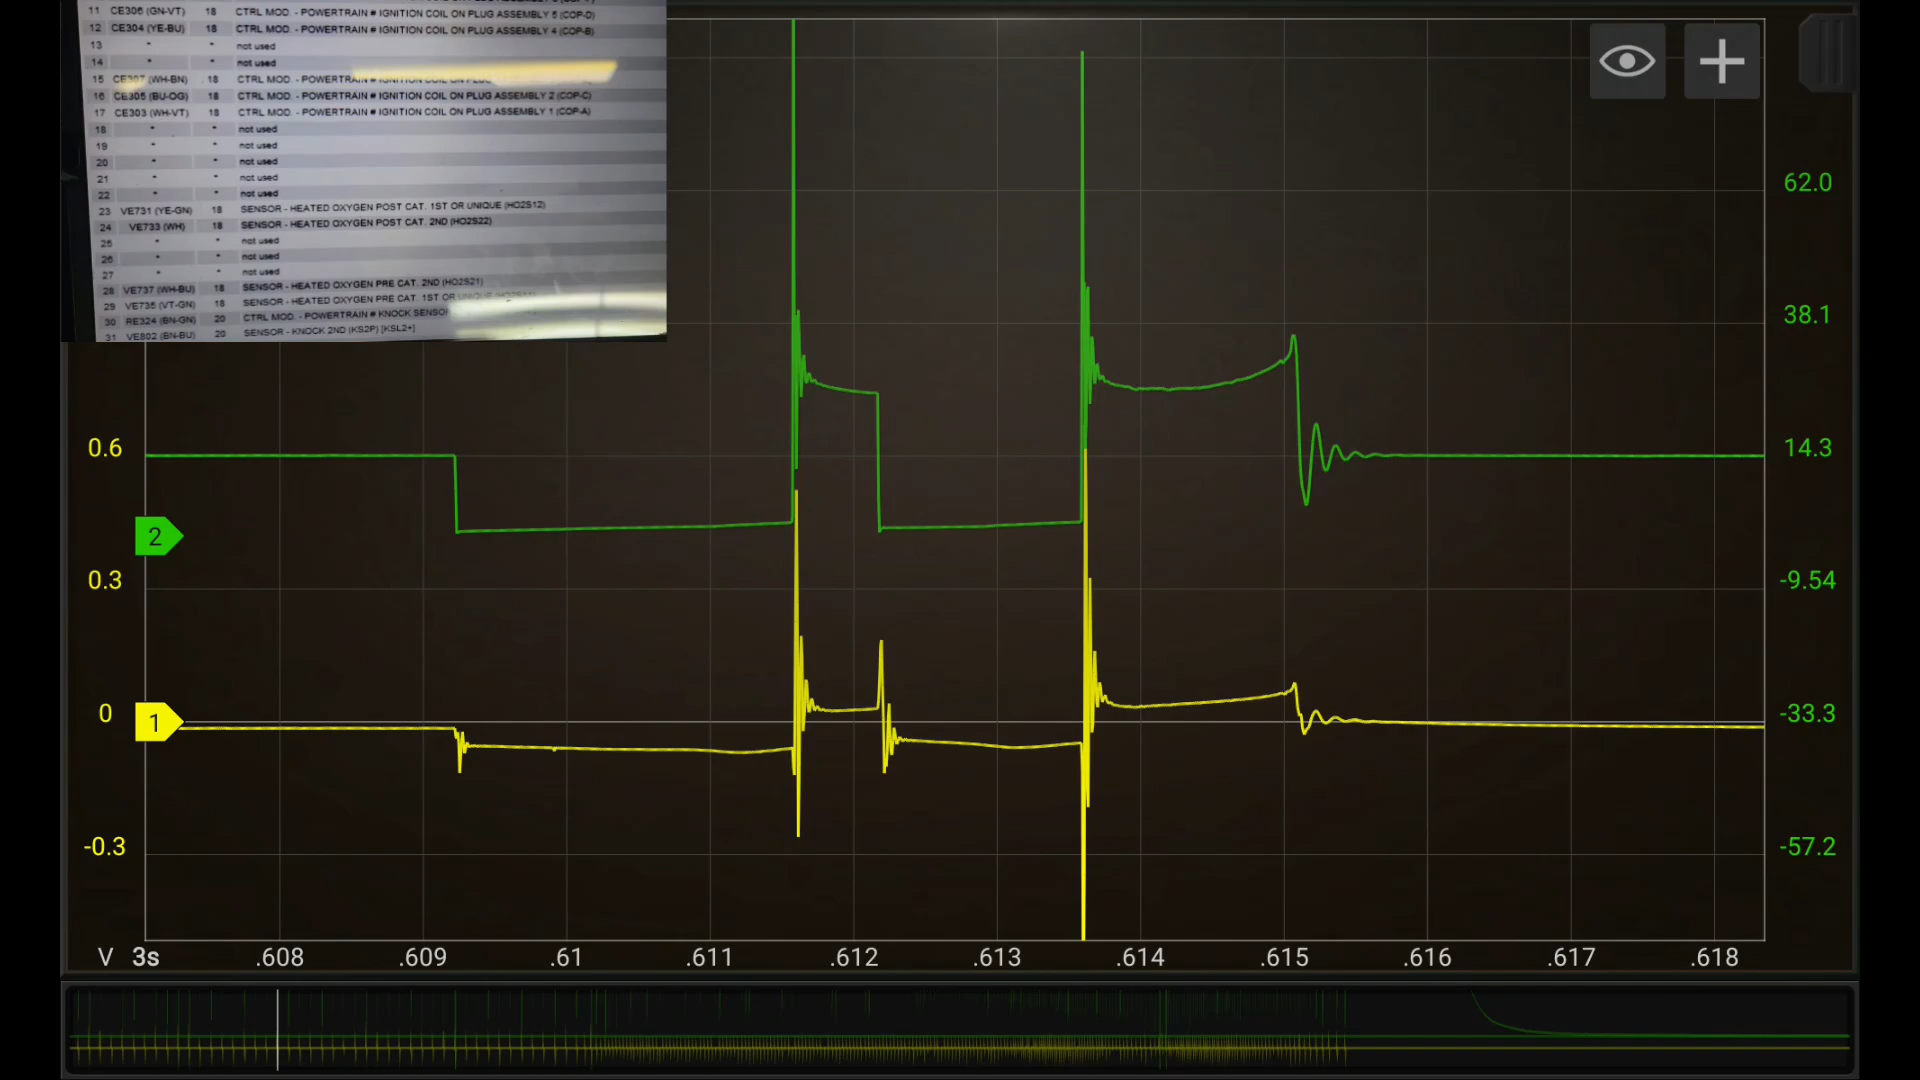 11 CE306 (GN-VT) 18 CTRL MOD. - POWERTRAIN # IGNITION COIL ON PLUG ASSEMBLY 5 (COP-D)
12 CE304 (YE-BU) 18 CTRL MOD. - POWERTRAIN # IGNITION COIL ON PLUG ASSEMBLY 4 (COP-B)
13 * * not used
14 * * not used
15 CE307 (WH-BN) 18 CTRL MOD. - POWERTRAIN # IGNITION COIL ON
16 CE305 (BU-OG) 18 CTRL MOD. - POWERTRAIN # IGNITION COIL ON PLUG ASSEMBLY 2 (COP-C)
17 CE303 (WH-VT) 18 CTRL MOD. - POWERTRAIN # IGNITION COIL ON PLUG ASSEMBLY 1 (COP-A)
18 * * not used
19 * * not used
20 * * not used
21 * * not used
22 * * not used
23 VE731 (YE-GN) 18 SENSOR - HEATED OXYGEN POST CAT. 1ST OR UNIQUE (HO2S12)
24 VE733 (WH) 18 SENSOR - HEATED OXYGEN POST CAT. 2ND (HO2S22)
25 * * not used
26 * * not used
27 * * not used
28 VE737 (WH-BU) 18 SENSOR - HEATED OXYGEN PRE CAT. 2ND (HO2S21)
29 VE735 (VT-GN) 18 SENSOR - HEATED OXYGEN PRE CAT. 1ST OR UNIQUE
30 RE324 (BN-GN) 20 CTRL MOD. - POWERTRAIN # KNOCK SENSO
31 VE802 (BN-BU) 20 SENSOR - KNOCK 2ND (KS2P) [KSL2+]
62.0
38.1
0.6 14.3
2
0.3 -9.54
0 1 -33.3
-0.3 -57.2
V 3s .608 .609 .61 .611 .612 .613 .614 .615 .616 .617 .618